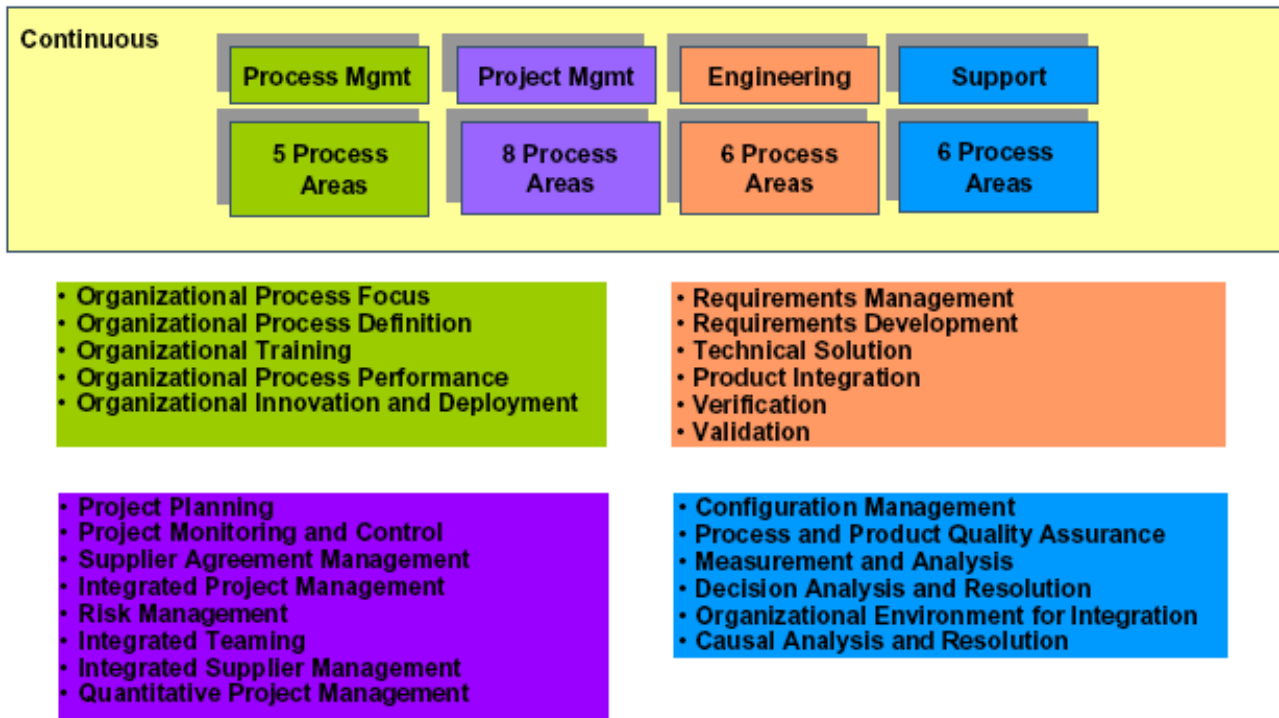 Continuous
Process Mgmt
Project Mgmt
Engineering
Support
5 Process
Areas
8 Process
Areas
6 Process
Areas
6 Process
Areas
• Organizational Process Focus
• Organizational Process Definition
• Organizational Training
• Organizational Process Performance
• Organizational Innovation and Deployment
• Requirements Management
• Requirements Development
• Technical Solution
• Product Integration
• Verification
• Validation
• Project Planning
• Project Monitoring and Control
• Supplier Agreement Management
• Integrated Project Management
• Risk Management
• Integrated Teaming
• Integrated Supplier Management
• Quantitative Project Management
• Configuration Management
• Process and Product Quality Assurance
• Measurement and Analysis
• Decision Analysis and Resolution
• Organizational Environment for Integration
• Causal Analysis and Resolution